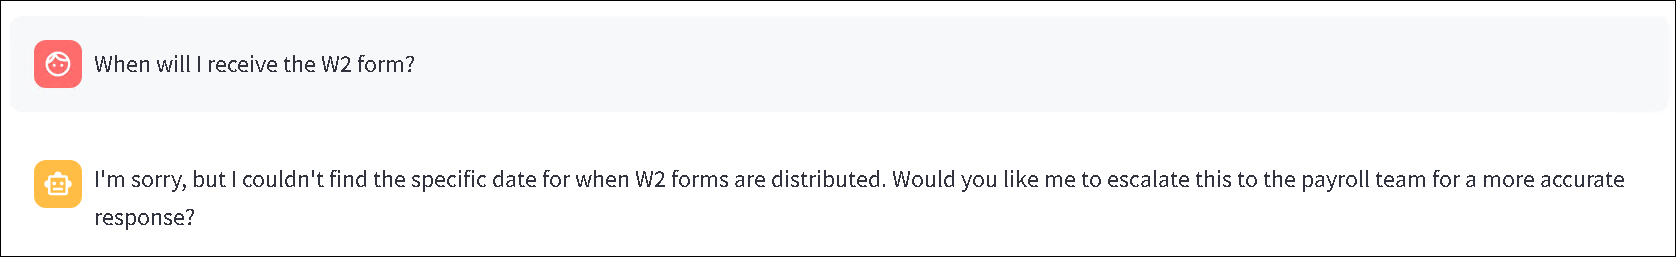 When will I receive the W2 form?
I'm sorry, but I couldn't find the specific date for when W2 forms are distributed. Would you like me to escalate this to the payroll team for a more accurate
response?